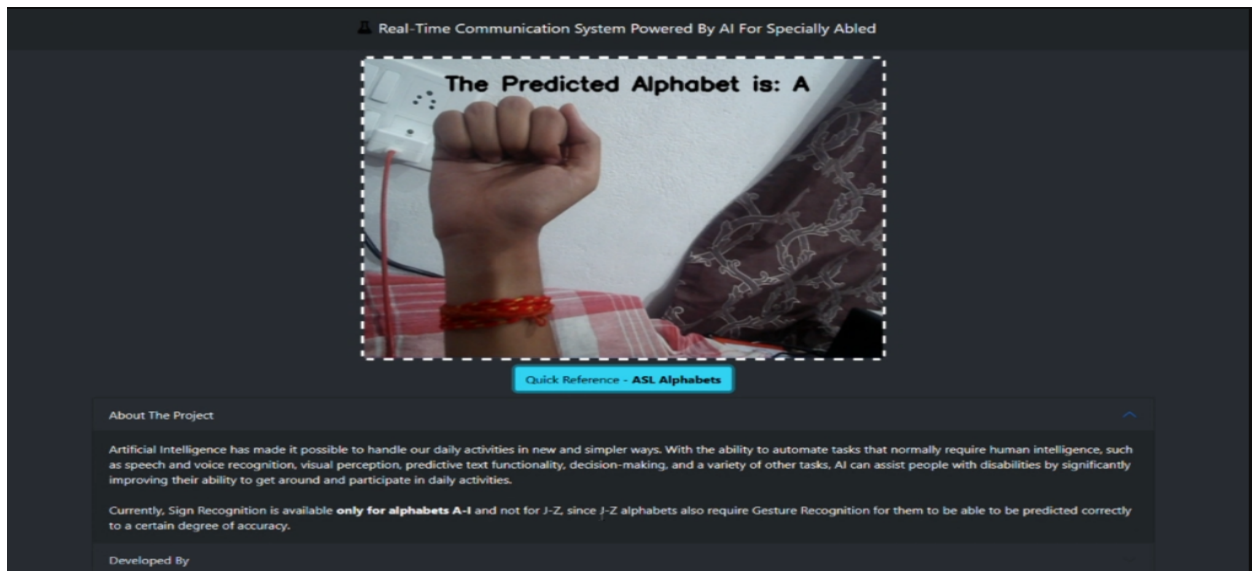 Real-Time Communication System Powered By AI For Specially Abled
The Predicted Alphabet is: A
Quick Reference - ASL Alphabets
About The Project
Artificial Intelligence has made it possible to handle our daily activities in new and simpler ways. With the ability to automate tasks that normally require human intelligence, such
as speech and voice recognition, visual perception, predictive text functionality, decision-making, and a variety of other tasks, AI can assist people with disabilities by significantly
improving their ability to get around and participate in daily activities.
Currently, Sign Recognition is available only for alphabets A-I and not for J-Z, since J-Z alphabets also require Gesture Recognition for them to be able to be predicted correctly
to a certain degree of accuracy.
Developed By